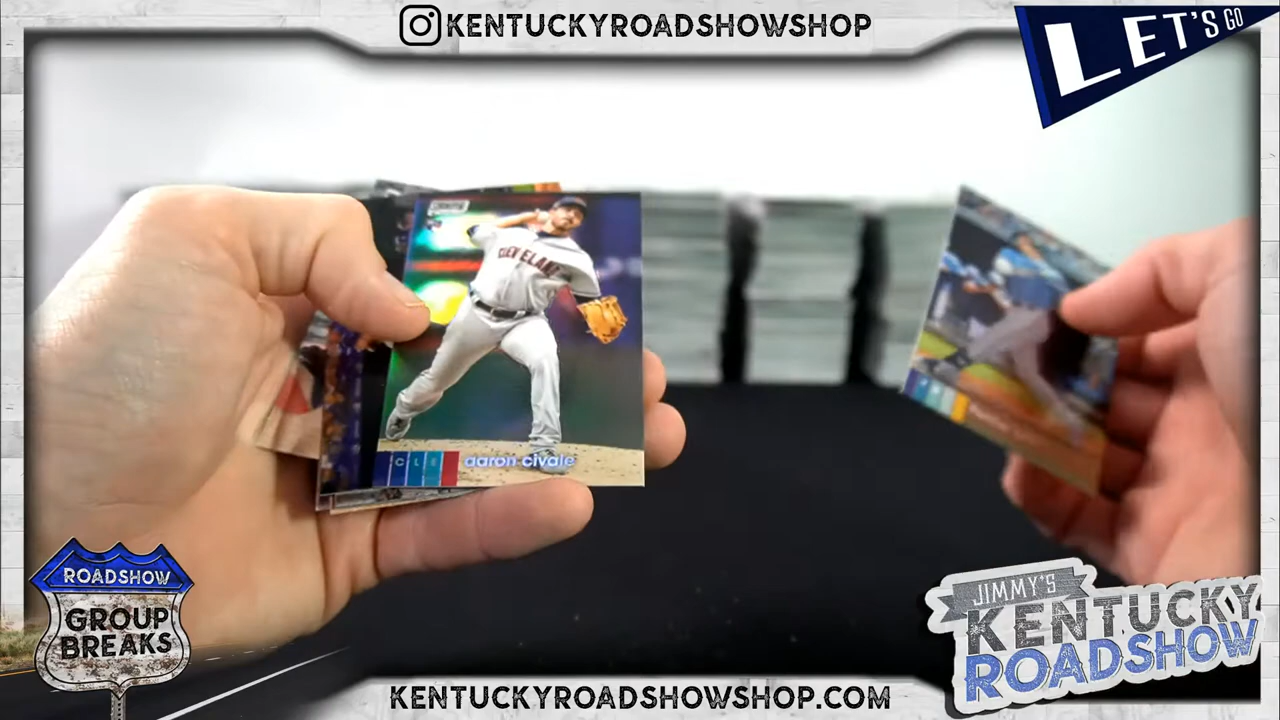 KENTUCKYROADSHOWSHOP
LET'S GO
CLEVELAND
CLE aaron civale
ROADSHOW
GROUP
BREAKS
JIMMY'S
KENTUCKY
ROADSHOW
KENTUCKYROADSHOWSHOP.COM